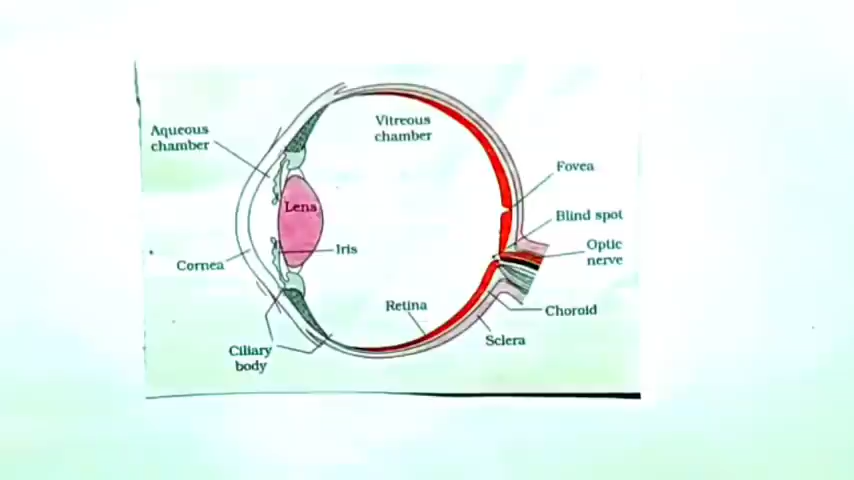 Aqueous
chamber
Vitreous
chamber
Fovea
Lens
Blind spot
Iris
Optic
nerve
Cornea
Retina
Choroid
Sclera
Ciliary
body